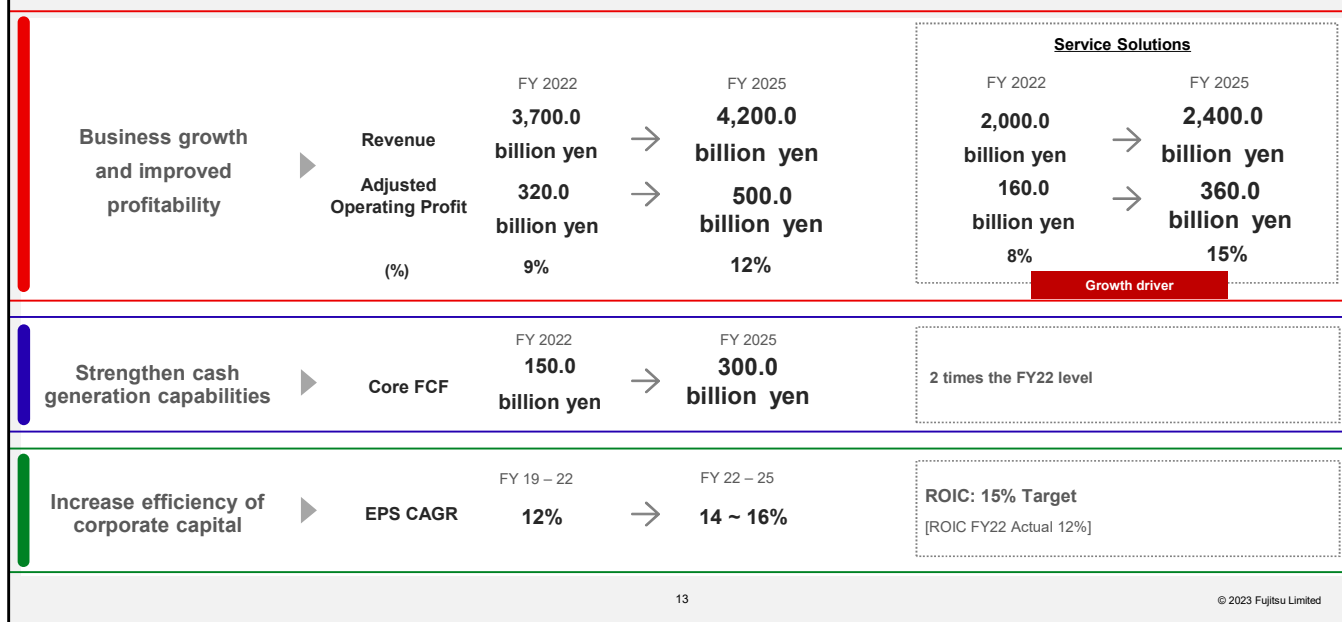 Business growth
and improved
profitability
FY 2022
FY 2025
Revenue
3,700.0
billion yen
→
4,200.0
billion yen
Adjusted
Operating Profit
320.0
billion yen
→
500.0
billion yen
(%)
9%
12%
Service Solutions
FY 2022
FY 2025
2,000.0
billion yen
→
2,400.0
billion yen
160.0
billion yen
→
360.0
billion yen
8%
15%
Growth driver
Strengthen cash
generation capabilities
Core FCF
FY 2022
150.0
billion yen
→
FY 2025
300.0
billion yen
2 times the FY22 level
Increase efficiency of
corporate capital
EPS CAGR
FY 19 – 22
12%
→
FY 22 – 25
14 ~ 16%
ROIC: 15% Target
[ROIC FY22 Actual 12%]
13
© 2023 Fujitsu Limited